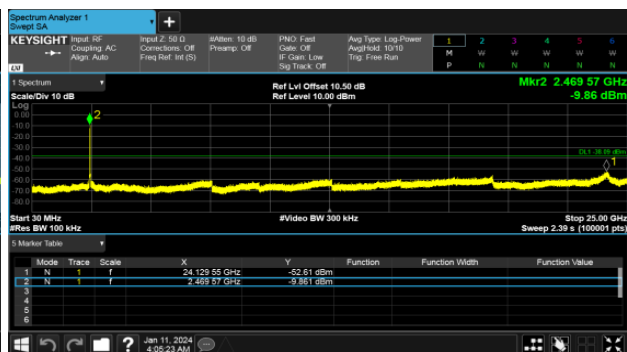 Spectrum Analyzer 1
Swept SA
KEYSIGHT
Input: RF
Coupling: AC
Align: Auto
Input Z: 50 Ω
Corrections: Off
Freq Ref: Int (S)
#Atten: 10 dB
Preamp: Off
PNO: Fast
Gate: Off
IF Gain: Low
Sig Track: Off
Avg Type: Log-Power
Avg|Hold: 10/10
Trig: Free Run
1 2 3 4 5 6
M W W W W W
P N N N N N
LXI
1 Spectrum
Scale/Div 10 dB
Ref Lvl Offset 10.50 dB
Ref Level 10.00 dBm
Mkr2 2.469 57 GHz
-9.86 dBm
Log
0.00
-10.0
-20.0
-30.0
-40.0
-50.0
-60.0
-70.0
-80.0
2
1
Start 30 MHz
#Res BW 100 kHz
#Video BW 300 kHz
Stop 25.00 GHz
Sweep 2.39 s (100001 pts)
5 Marker Table
Mode Trace Scale X Y Function Function Width Function Value
1 N 1 f 24.129 55 GHz -52.61 dBm
2 N 1 f 2.469 57 GHz -9.861 dBm
3
4
5
6
?
Jan 11, 2024
4:05:23 AM